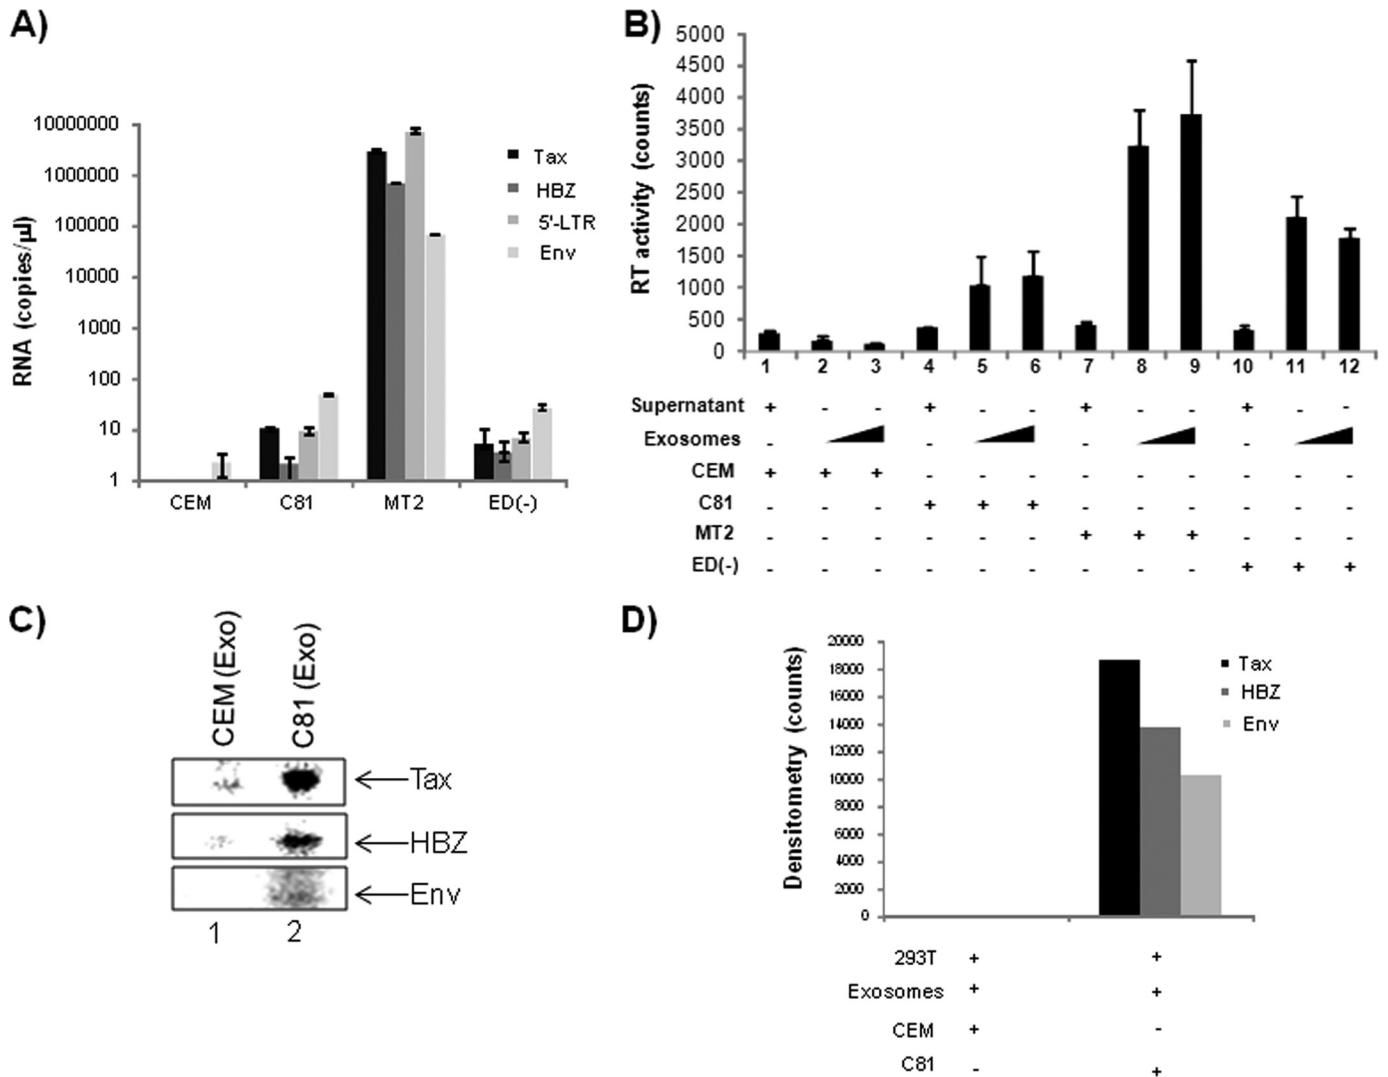 A)
RNA (copies/µl)
10000000
1000000
100000
10000
1000
100
10
1
Tax
HBZ
5'-LTR
Env
CEM C81 MT2 ED(-)
B)
RT activity (counts)
5000
4500
4000
3500
3000
2500
2000
1500
1000
500
0
1 2 3 4 5 6 7 8 9 10 11 12
Supernatant + - - + - - + - - + - -
Exosomes - - - -
CEM + + + - - - - - - - - -
C81 - - - + + + - - - - - -
MT2 - - - - - - + + + - - -
ED(-) - - - - - - - - - + + +
C)
CEM (Exo)
C81 (Exo)
Tax
HBZ
Env
1 2
D)
Densitometry (counts)
20000
18000
16000
14000
12000
10000
8000
6000
4000
2000
0
Tax
HBZ
Env
293T + +
Exosomes + +
CEM + -
C81 - +